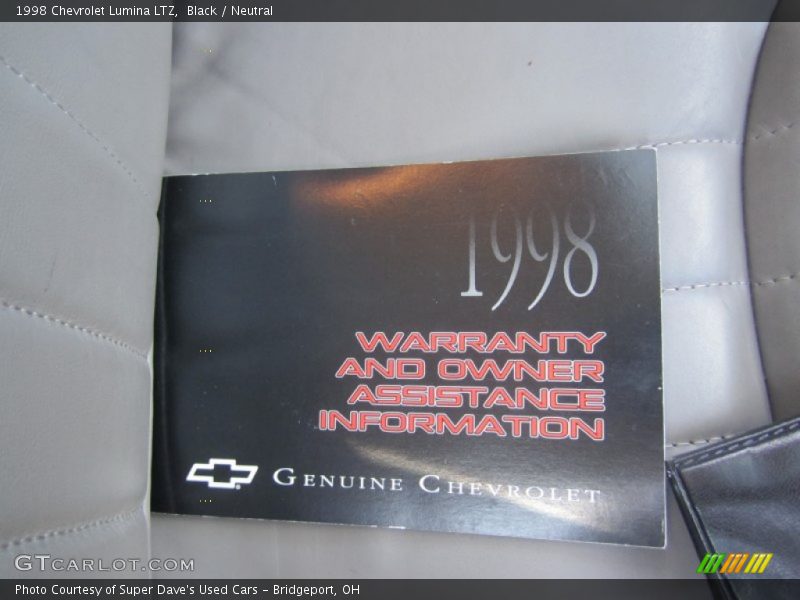 1998 Chevrolet Lumina LTZ, Black / Neutral
1998
WARRANTY
AND OWNER
ASSISTANCE
INFORMATION
GENUINE CHEVROLET
GTCARLOT.COM
Photo Courtesy of Super Dave's Used Cars – Bridgeport, OH